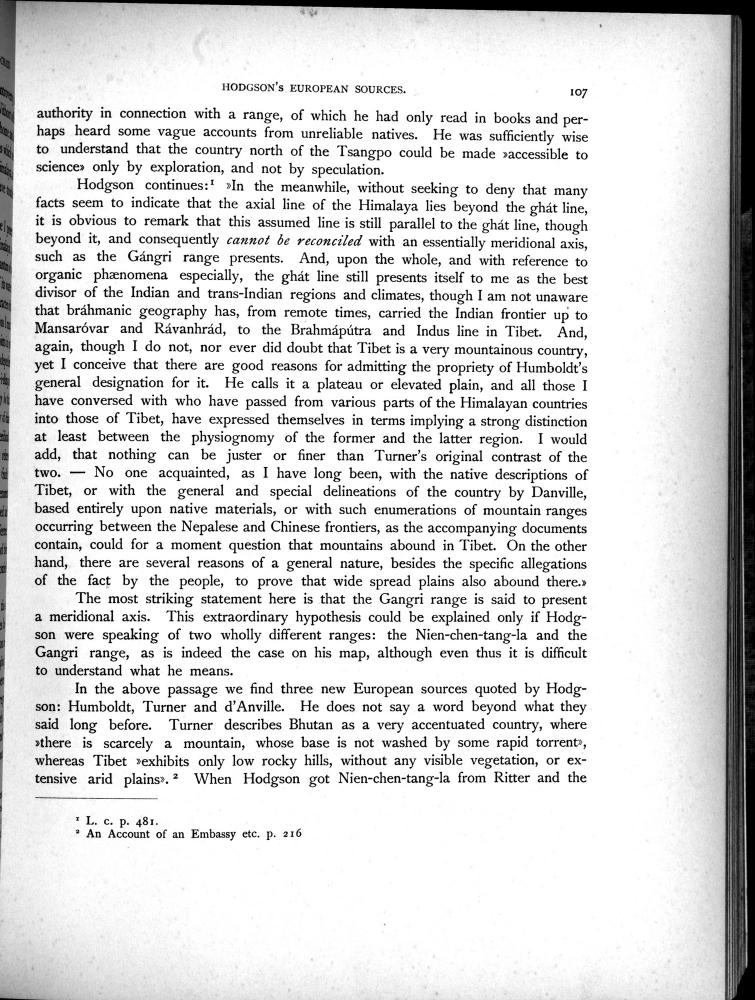 HODGSON'S EUROPEAN SOURCES. 107
authority in connection with a range, of which he had only read in books and per-
haps heard some vague accounts from unreliable natives. He was sufficiently wise
to understand that the country north of the Tsangpo could be made »accessible to
science» only by exploration, and not by speculation.
Hodgson continues:¹ »In the meanwhile, without seeking to deny that many
facts seem to indicate that the axial line of the Himalaya lies beyond the ghát line,
it is obvious to remark that this assumed line is still parallel to the ghát line, though
beyond it, and consequently cannot be reconciled with an essentially meridional axis,
such as the Gángri range presents. And, upon the whole, and with reference to
organic phænomena especially, the ghát line still presents itself to me as the best
divisor of the Indian and trans-Indian regions and climates, though I am not unaware
that bráhmanic geography has, from remote times, carried the Indian frontier up to
Mansaróvar and Rávanhrád, to the Brahmápútra and Indus line in Tibet. And,
again, though I do not, nor ever did doubt that Tibet is a very mountainous country,
yet I conceive that there are good reasons for admitting the propriety of Humboldt's
general designation for it. He calls it a plateau or elevated plain, and all those I
have conversed with who have passed from various parts of the Himalayan countries
into those of Tibet, have expressed themselves in terms implying a strong distinction
at least between the physiognomy of the former and the latter region. I would
add, that nothing can be juster or finer than Turner's original contrast of the
two. — No one acquainted, as I have long been, with the native descriptions of
Tibet, or with the general and special delineations of the country by Danville,
based entirely upon native materials, or with such enumerations of mountain ranges
occurring between the Nepalese and Chinese frontiers, as the accompanying documents
contain, could for a moment question that mountains abound in Tibet. On the other
hand, there are several reasons of a general nature, besides the specific allegations
of the fact by the people, to prove that wide spread plains also abound there.»
The most striking statement here is that the Gangri range is said to present
a meridional axis. This extraordinary hypothesis could be explained only if Hodg-
son were speaking of two wholly different ranges: the Nien-chen-tang-la and the
Gangri range, as is indeed the case on his map, although even thus it is difficult
to understand what he means.
In the above passage we find three new European sources quoted by Hodg-
son: Humboldt, Turner and d'Anville. He does not say a word beyond what they
said long before. Turner describes Bhutan as a very accentuated country, where
»there is scarcely a mountain, whose base is not washed by some rapid torrent»,
whereas Tibet »exhibits only low rocky hills, without any visible vegetation, or ex-
tensive arid plains». ² When Hodgson got Nien-chen-tang-la from Ritter and the
¹ L. c. p. 481.
² An Account of an Embassy etc. p. 216